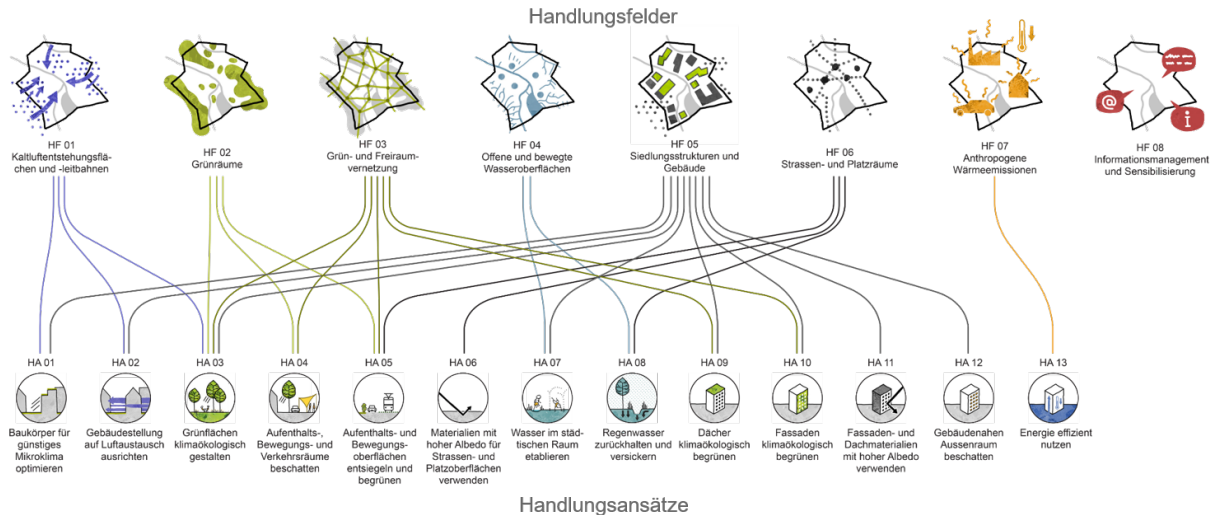 Handlungsfelder
HF 01
Kaltluftentstehungsflä-
chen und -leitbahnen
HF 02
Grünräume
HF 03
Grün- und Freiraum-
vernetzung
HF 04
Offene und bewegte
Wasseroberflächen
HF 05
Siedlungsstrukturen und
Gebäude
HF 06
Strassen- und Platzräume
HF 07
Anthropogene
Wärmeemissionen
@
i
HF 08
Informationsmanagement
und Sensibilisierung
HA 01
Baukörper für
günstiges
Mikroklima
optimieren
HA 02
Gebäudestellung
auf Luftaustausch
ausrichten
HA 03
Grünflächen
klimaökologisch
gestalten
HA 04
Aufenthalts-,
Bewegungs- und
Verkehrsräume
beschatten
HA 05
Aufenthalts- und
Bewegungs-
oberflächen
entsiegeln und
begrünen
HA 06
Materialien mit
hoher Albedo für
Strassen- und
Platzoberflächen
verwenden
HA 07
Wasser im städ-
tischen Raum
etablieren
HA 08
Regenwasser
zurückhalten und
versickern
HA 09
Dächer
klimaökologisch
begrünen
HA 10
Fassaden
klimaökologisch
begrünen
HA 11
Fassaden- und
Dachmaterialien
mit hoher Albedo
verwenden
HA 12
Gebäudenahen
Aussenraum
beschatten
HA 13
Energie effizient
nutzen
Handlungsansätze